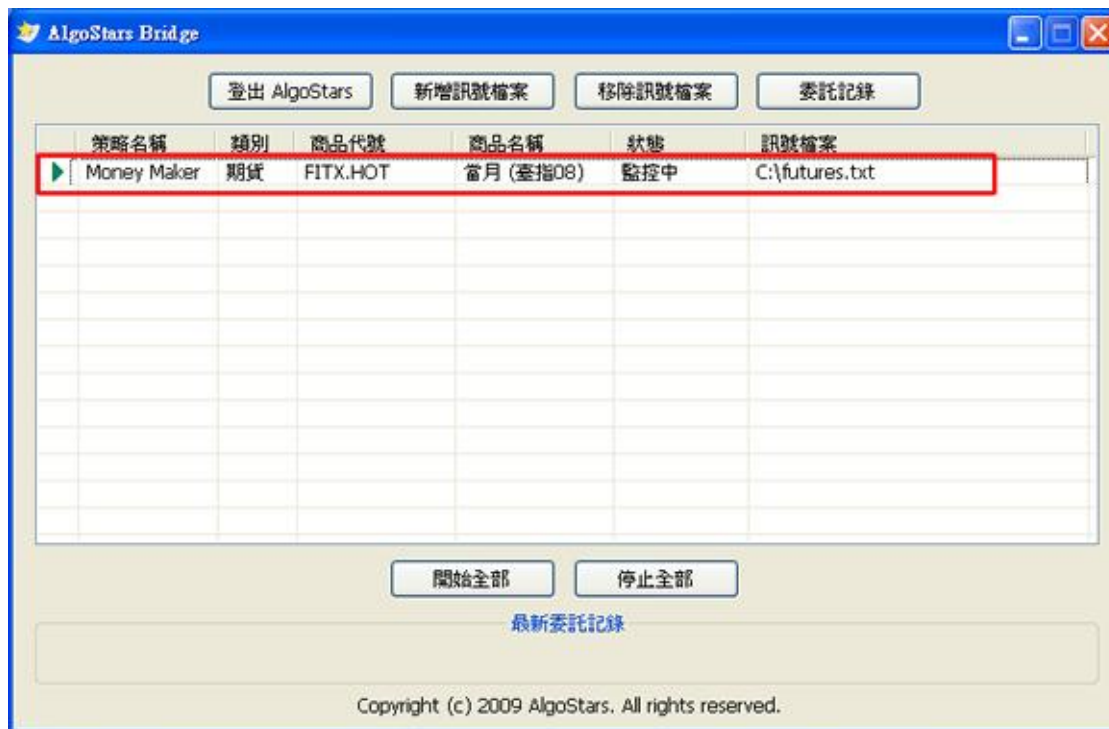 AlgoStars Bridge
登出 AlgoStars 新增訊號檔案 移除訊號檔案 委託記錄
策略名稱 類別 商品代號 商品名稱 狀態 訊號檔案
Money Maker 期貨 FITX.HOT 當月 (臺指08) 監控中 C:\futures.txt
開始全部 停止全部
最新委託記錄
Copyright (c) 2009 AlgoStars. All rights reserved.